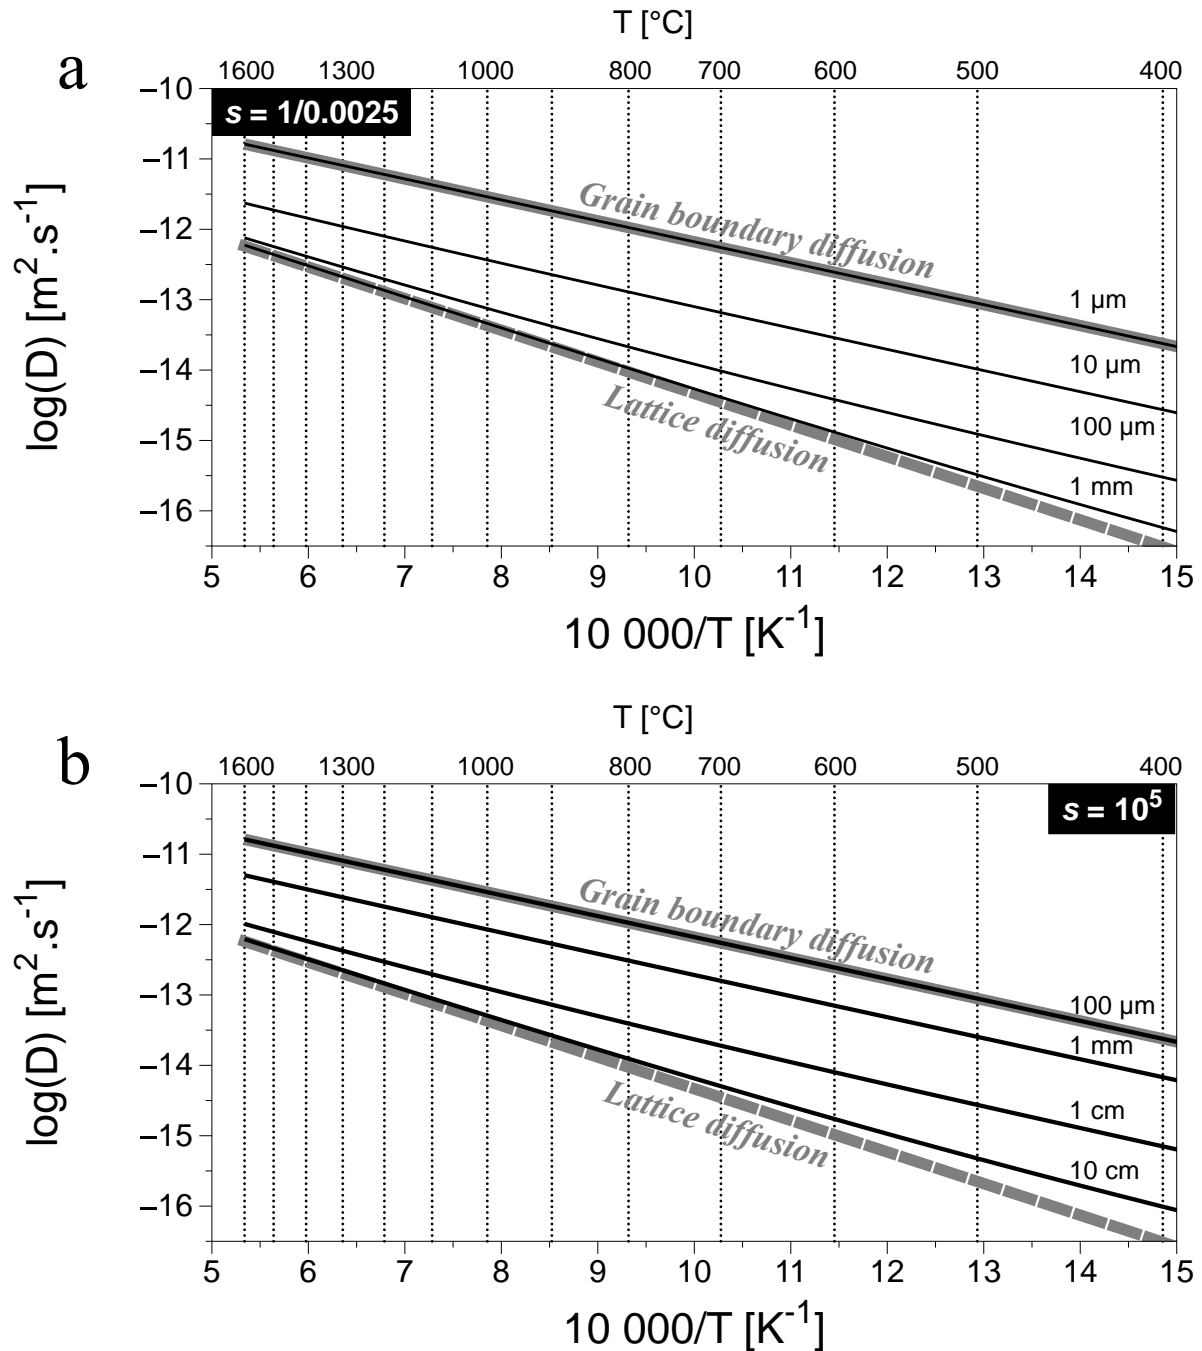 T [°C]
a
1600 1300 1000 800 700 600 500 400
−10
s = 1/0.0025
−11
−12
−13
−14
−15
−16
log(D) [m².s⁻¹]
Grain boundary diffusion
Lattice diffusion
1 µm
10 µm
100 µm
1 mm
5 6 7 8 9 10 11 12 13 14 15
10 000/T [K⁻¹]
T [°C]
b
1600 1300 1000 800 700 600 500 400
−10
s = 10⁵
−11
−12
−13
−14
−15
−16
log(D) [m².s⁻¹]
Grain boundary diffusion
Lattice diffusion
100 µm
1 mm
1 cm
10 cm
5 6 7 8 9 10 11 12 13 14 15
10 000/T [K⁻¹]